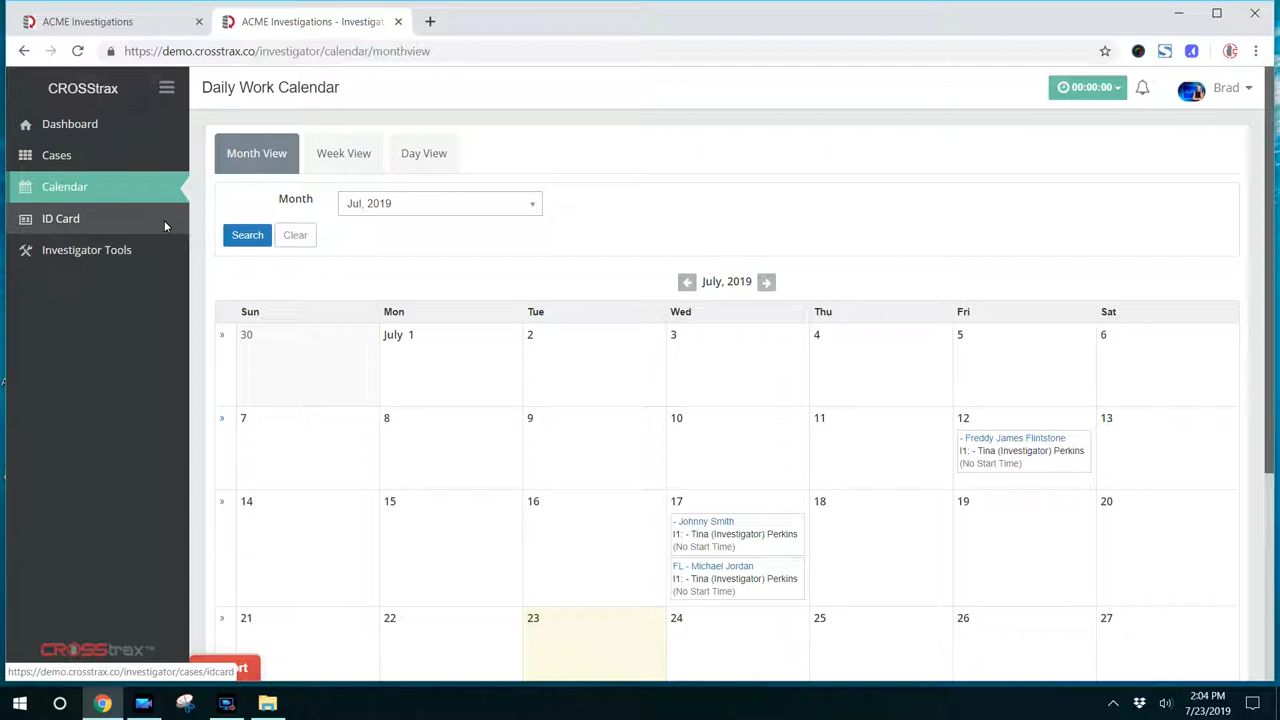 ACME Investigations
ACME Investigations - Investigat
https://demo.crosstrax.co/investigator/calendar/monthview
CROSStrax
Daily Work Calendar
00:00:00
Brad
Dashboard
Cases
Calendar
ID Card
Investigator Tools
Month View
Week View
Day View
Month
Jul, 2019
Search
Clear
July, 2019
Sun Mon Tue Wed Thu Fri Sat
» 30 July 1 2 3 4 5 6
» 7 8 9 10 11 12 13
- Freddy James Flintstone
I1: - Tina (Investigator) Perkins
(No Start Time)
» 14 15 16 17 18 19 20
- Johnny Smith
I1: - Tina (Investigator) Perkins
(No Start Time)
FL - Michael Jordan
I1: - Tina (Investigator) Perkins
(No Start Time)
» 21 22 23 24 25 26 27
CROSStrax™
https://demo.crosstrax.co/investigator/cases/idcard
2:04 PM
7/23/2019